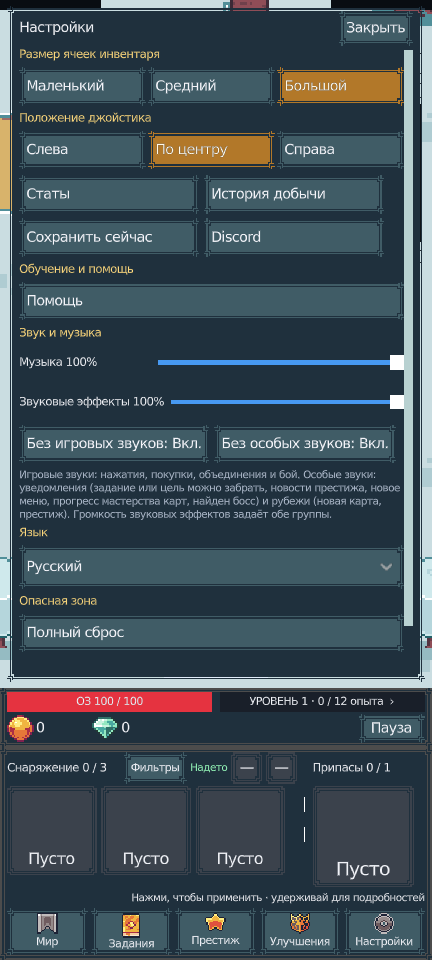 Настройки
Закрыть
Размер ячеек инвентаря
Маленький
Средний
Большой
Положение джойстика
Слева
По центру
Справа
Статы
История добычи
Сохранить сейчас
Discord
Обучение и помощь
Помощь
Звук и музыка
Музыка 100%
Звуковые эффекты 100%
Без игровых звуков: Вкл.
Без особых звуков: Вкл.
Игровые звуки: нажатия, покупки, объединения и бой. Особые звуки:
уведомления (задание или цель можно забрать, новости престижа, новое
меню, прогресс мастерства карт, найден босс) и рубежи (новая карта,
престиж). Громкость звуковых эффектов задаёт обе группы.
Язык
Русский
Опасная зона
Полный сброс
ОЗ 100 / 100
УРОВЕНЬ 1 · 0 / 12 опыта ›
0
0
Пауза
Снаряжение 0 / 3
Фильтры
Надето
—
—
Припасы 0 / 1
Пусто
Пусто
Пусто
Пусто
Нажми, чтобы применить · удерживай для подробностей
Мир
Задания
Престиж
Улучшения
Настройки